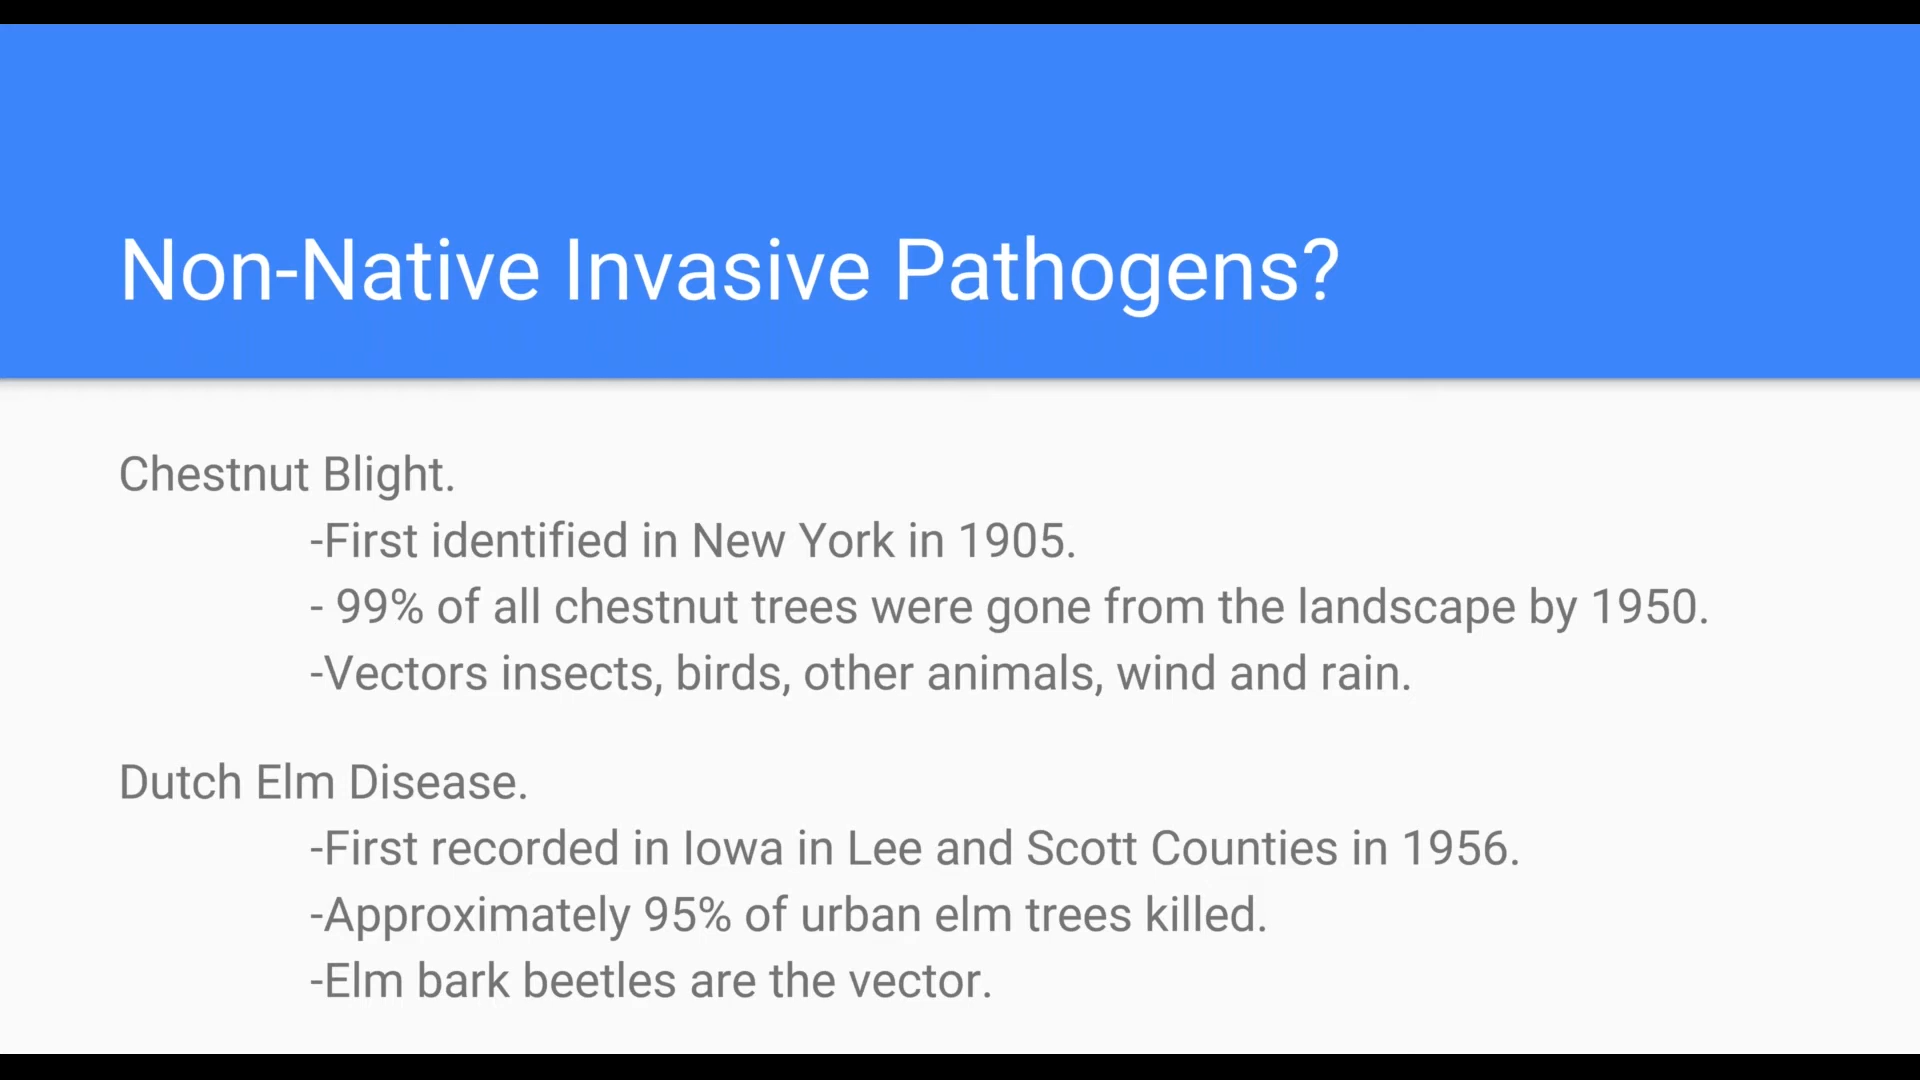 Non-Native Invasive Pathogens?
Chestnut Blight.
-First identified in New York in 1905.
- 99% of all chestnut trees were gone from the landscape by 1950.
-Vectors insects, birds, other animals, wind and rain.
Dutch Elm Disease.
-First recorded in Iowa in Lee and Scott Counties in 1956.
-Approximately 95% of urban elm trees killed.
-Elm bark beetles are the vector.